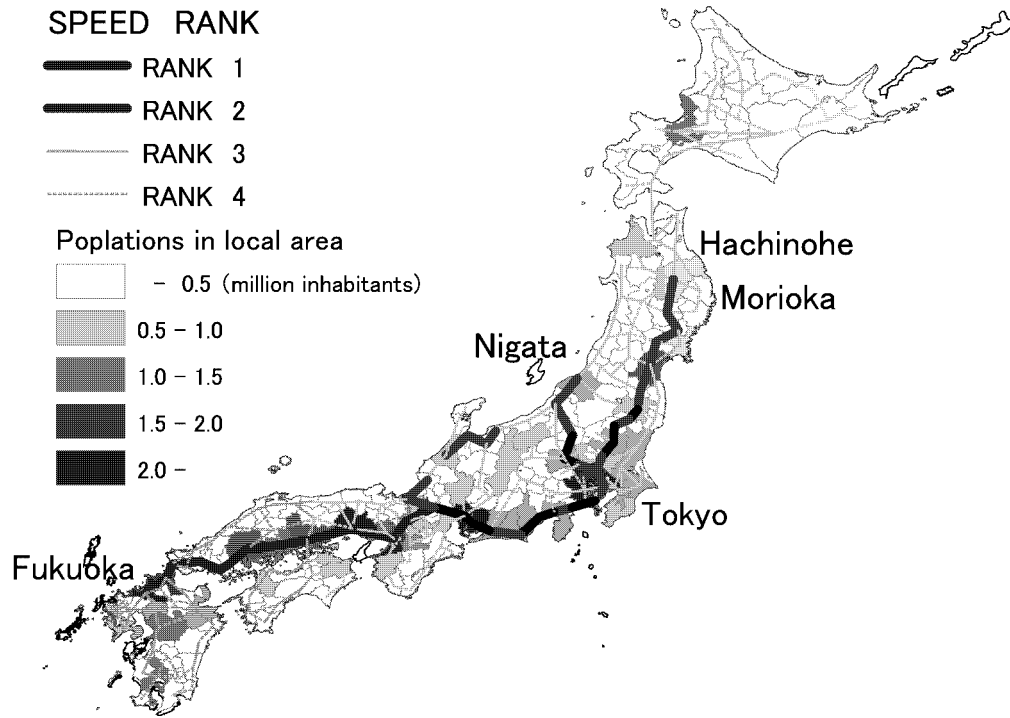 SPEED RANK
RANK 1
RANK 2
RANK 3
RANK 4
Poplations in local area
- 0.5 (million inhabitants)
0.5 - 1.0
1.0 - 1.5
1.5 - 2.0
2.0 -
Hachinohe
Morioka
Nigata
Tokyo
Fukuoka